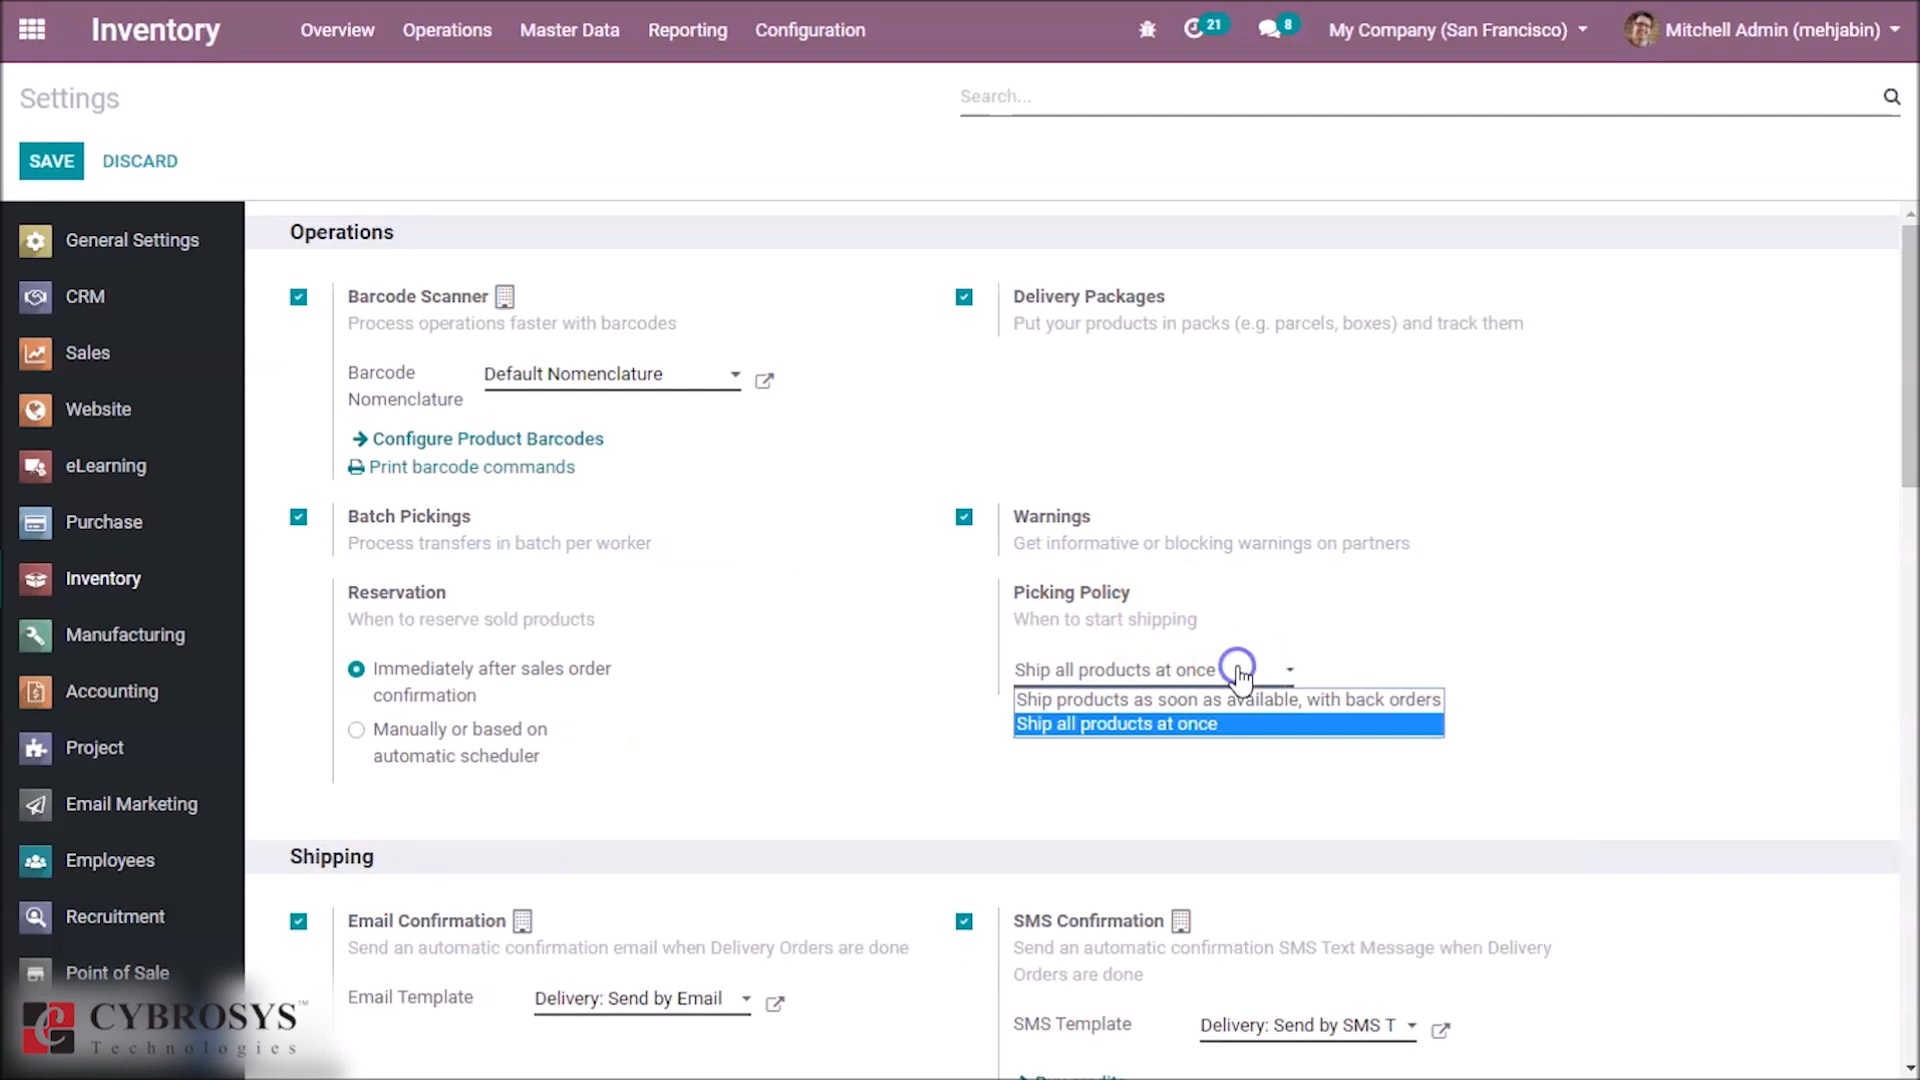 Inventory
Overview
Operations
Master Data
Reporting
Configuration
21
8
My Company (San Francisco)
Mitchell Admin (mehjabin)
Settings
Search...
SAVE
DISCARD
General Settings
CRM
Sales
Website
eLearning
Purchase
Inventory
Manufacturing
Accounting
Project
Email Marketing
Employees
Recruitment
Point of Sale
Operations
Barcode Scanner
Process operations faster with barcodes
Barcode
Nomenclature
Default Nomenclature
Configure Product Barcodes
Print barcode commands
Delivery Packages
Put your products in packs (e.g. parcels, boxes) and track them
Batch Pickings
Process transfers in batch per worker
Warnings
Get informative or blocking warnings on partners
Reservation
When to reserve sold products
Immediately after sales order
confirmation
Manually or based on
automatic scheduler
Picking Policy
When to start shipping
Ship all products at once
Ship products as soon as available, with back orders
Ship all products at once
Shipping
Email Confirmation
Send an automatic confirmation email when Delivery Orders are done
Email Template
Delivery: Send by Email
SMS Confirmation
Send an automatic confirmation SMS Text Message when Delivery
Orders are done
SMS Template
Delivery: Send by SMS T
CYBROSYS™
Technologies